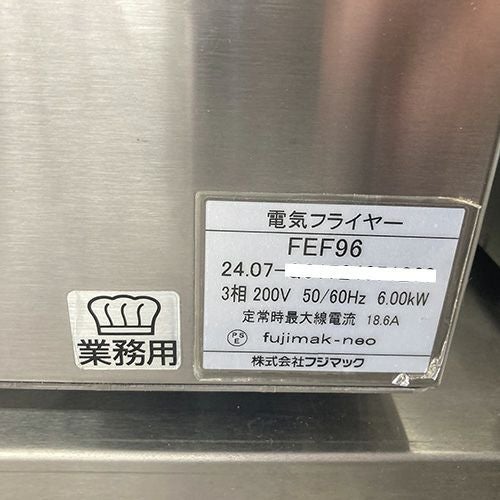 電気フライヤー
FEF96
24.07-
3相 200V 50/60Hz 6.00kW
定常時最大線電流 18.6A
PSE fujimak-neo
株式会社フジマック
業務用